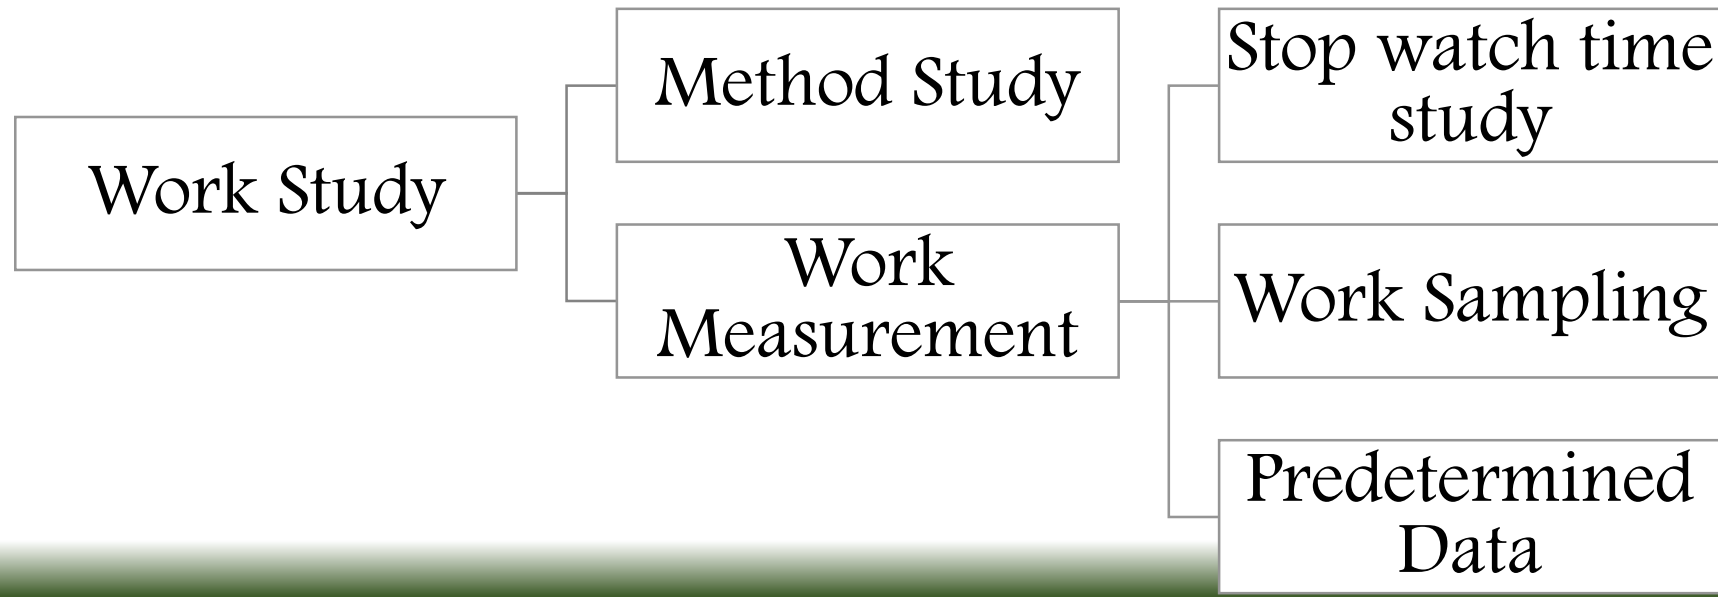 Work Study
Method Study
Work
Measurement
Stop watch time
study
Work Sampling
Predetermined
Data